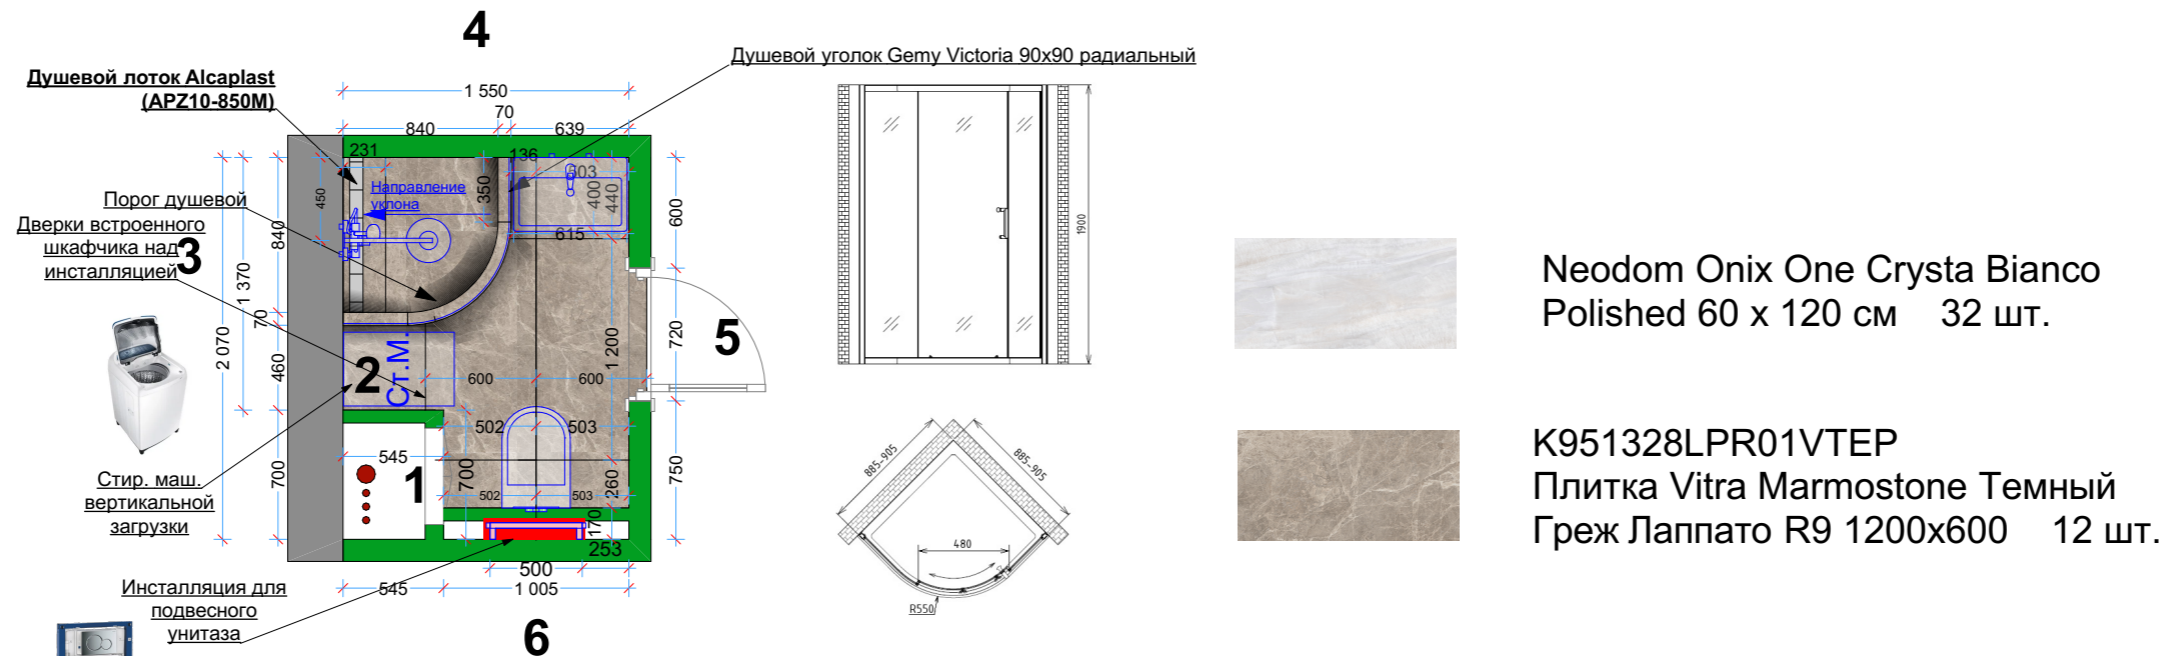 4
Душевой уголок Gemy Victoria 90x90 радиальный
Душевой лоток Alcaplast
(APZ10-850M)
1 550
70
840
639
231
136
503
Направление
уклона
450
350
400
440
600
615
Порог душевой
Дверки встроенного
шкафчика над
инсталляцией
3
840
1 370
70
2 070
460
700
2
Ст.М.
600
600
1 200
720
5
502
503
545
1
700
502
503
260
750
170
253
500
545
1 005
Стир. маш.
вертикальной
загрузки
Инсталляция для
подвесного
унитаза
6
1900
885-905
885-905
480
R550
Neodom Onix One Crysta Bianco
Polished 60 x 120 см 32 шт.
K951328LPR01VTEP
Плитка Vitra Marmostone Темный
Греж Лаппато R9 1200x600 12 шт.